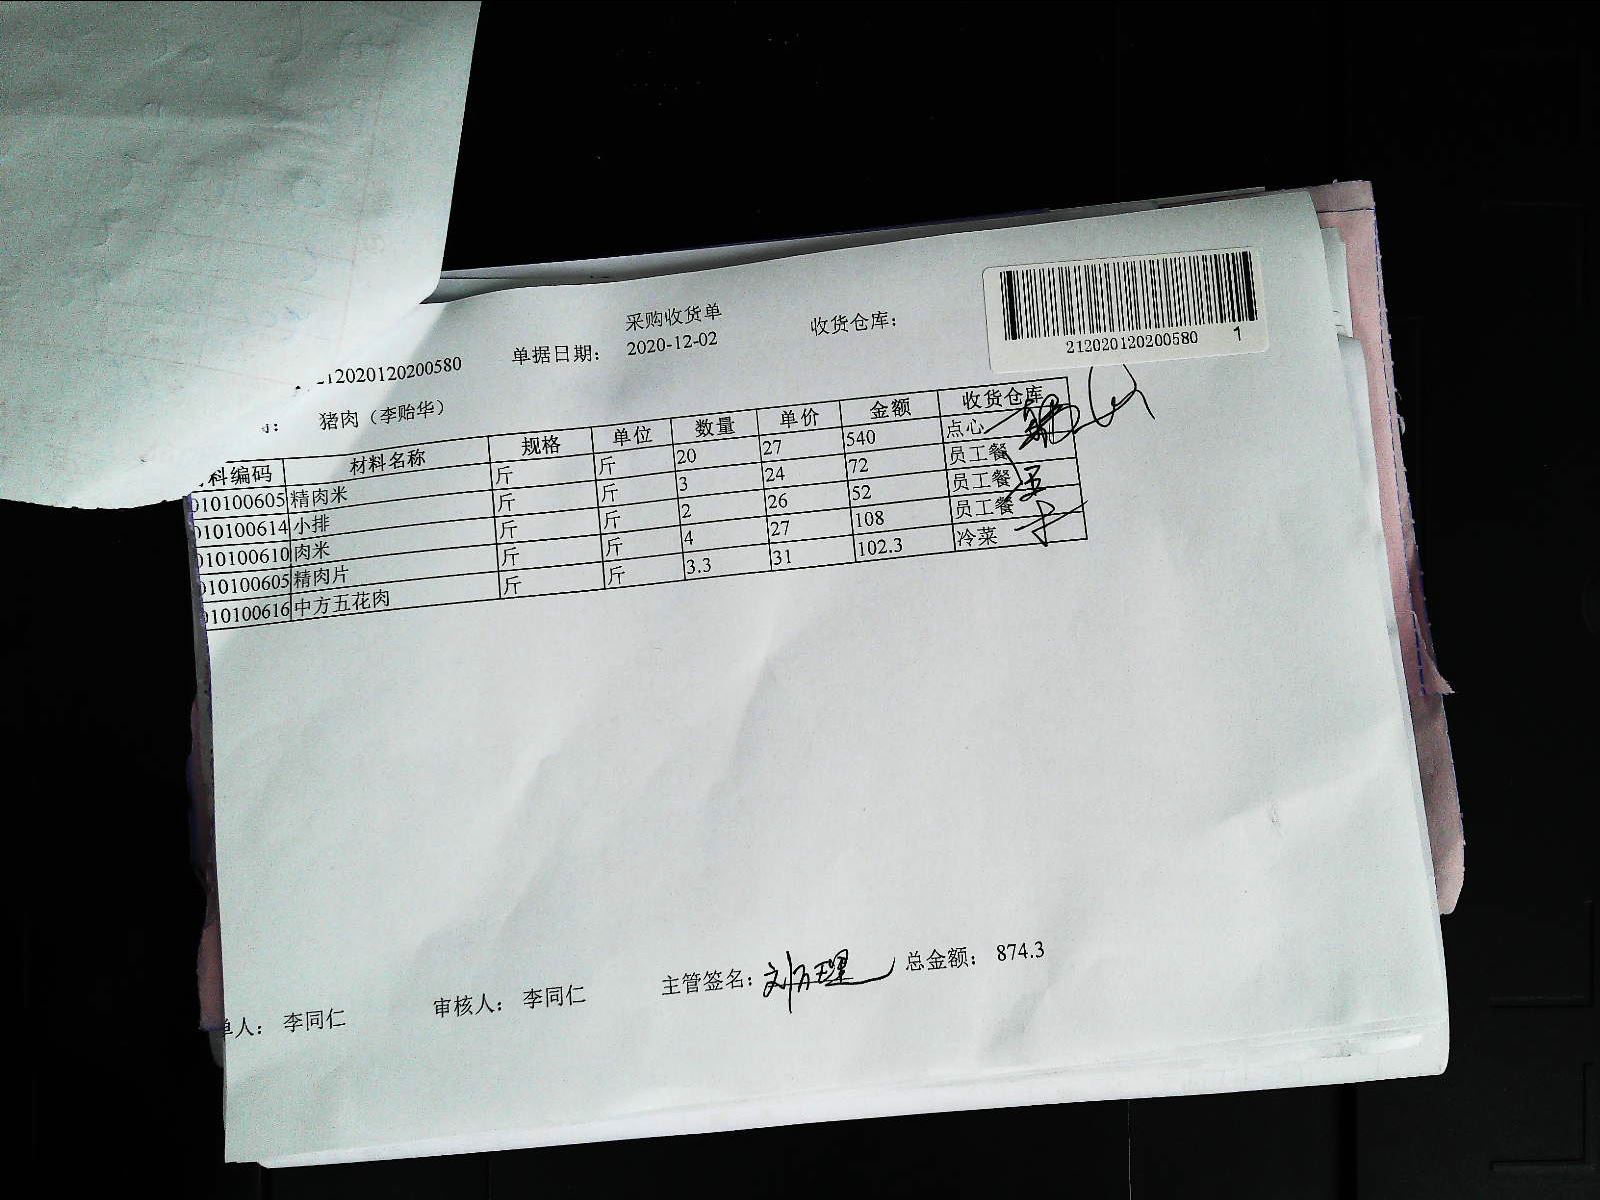 采购收货单
212020120200580 单据日期： 2020-12-02 收货仓库：
212020120200580 1
猪肉（李贻华）
科编码 材料名称 规格 单位 数量 单价 金额 收货仓库
010100605 精肉米 斤 斤 20 27 540 点心
010100614 小排 斤 斤 3 24 72 员工餐
010100610 肉米 斤 斤 2 26 52 员工餐
010100605 精肉片 斤 斤 4 27 108 员工餐
010100616 中方五花肉 斤 斤 3.3 31 102.3 冷菜
单人： 李同仁 审核人： 李同仁 主管签名： 总金额： 874.3